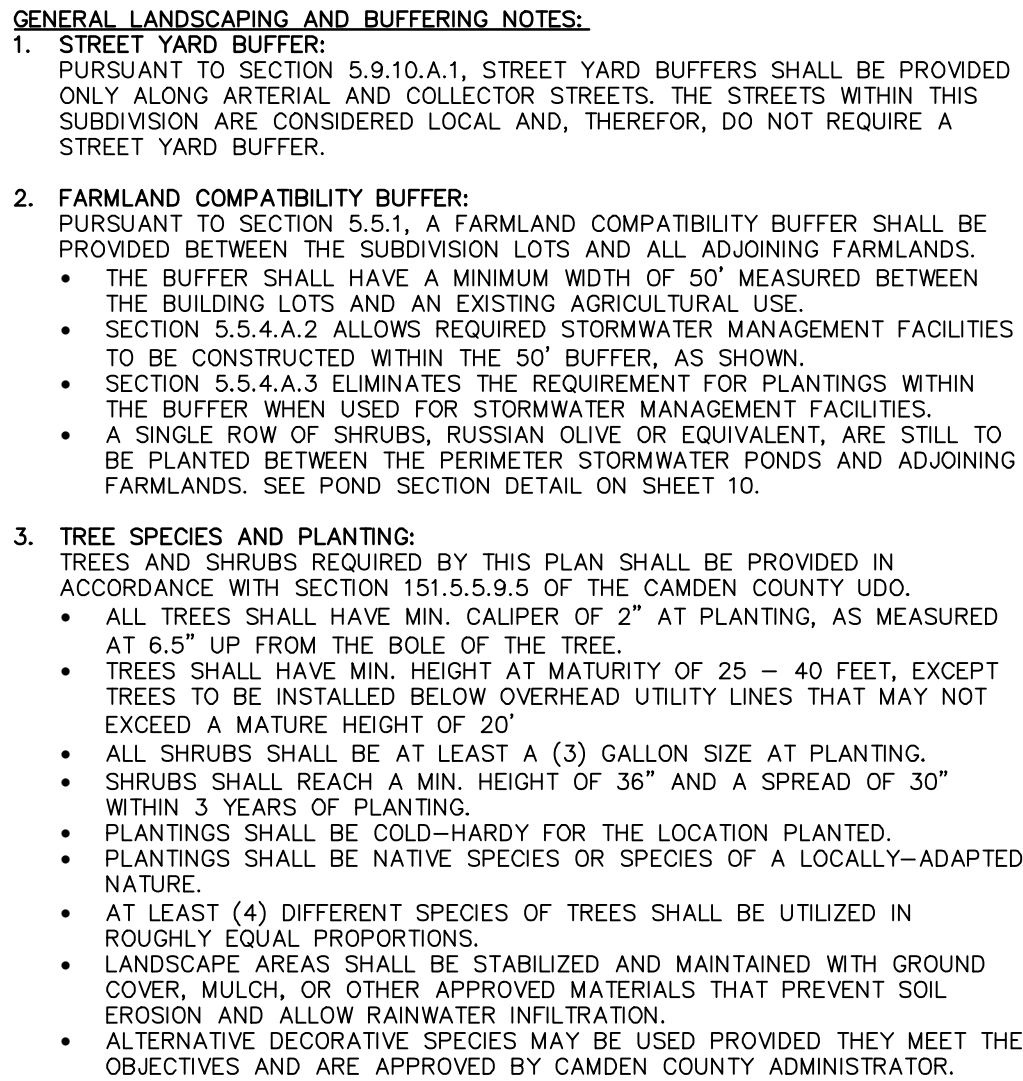 GENERAL LANDSCAPING AND BUFFERING NOTES:
1. STREET YARD BUFFER:
PURSUANT TO SECTION 5.9.10.A.1, STREET YARD BUFFERS SHALL BE PROVIDED
ONLY ALONG ARTERIAL AND COLLECTOR STREETS. THE STREETS WITHIN THIS
SUBDIVISION ARE CONSIDERED LOCAL AND, THEREFOR, DO NOT REQUIRE A
STREET YARD BUFFER.
2. FARMLAND COMPATIBILITY BUFFER:
PURSUANT TO SECTION 5.5.1, A FARMLAND COMPATIBILITY BUFFER SHALL BE
PROVIDED BETWEEN THE SUBDIVISION LOTS AND ALL ADJOINING FARMLANDS.
• THE BUFFER SHALL HAVE A MINIMUM WIDTH OF 50' MEASURED BETWEEN
THE BUILDING LOTS AND AN EXISTING AGRICULTURAL USE.
• SECTION 5.5.4.A.2 ALLOWS REQUIRED STORMWATER MANAGEMENT FACILITIES
TO BE CONSTRUCTED WITHIN THE 50' BUFFER, AS SHOWN.
• SECTION 5.5.4.A.3 ELIMINATES THE REQUIREMENT FOR PLANTINGS WITHIN
THE BUFFER WHEN USED FOR STORMWATER MANAGEMENT FACILITIES.
• A SINGLE ROW OF SHRUBS, RUSSIAN OLIVE OR EQUIVALENT, ARE STILL TO
BE PLANTED BETWEEN THE PERIMETER STORMWATER PONDS AND ADJOINING
FARMLANDS. SEE POND SECTION DETAIL ON SHEET 10.
3. TREE SPECIES AND PLANTING:
TREES AND SHRUBS REQUIRED BY THIS PLAN SHALL BE PROVIDED IN
ACCORDANCE WITH SECTION 151.5.5.9.5 OF THE CAMDEN COUNTY UDO.
• ALL TREES SHALL HAVE MIN. CALIPER OF 2" AT PLANTING, AS MEASURED
AT 6.5" UP FROM THE BOLE OF THE TREE.
• TREES SHALL HAVE MIN. HEIGHT AT MATURITY OF 25 – 40 FEET, EXCEPT
TREES TO BE INSTALLED BELOW OVERHEAD UTILITY LINES THAT MAY NOT
EXCEED A MATURE HEIGHT OF 20'
• ALL SHRUBS SHALL BE AT LEAST A (3) GALLON SIZE AT PLANTING.
• SHRUBS SHALL REACH A MIN. HEIGHT OF 36" AND A SPREAD OF 30"
WITHIN 3 YEARS OF PLANTING.
• PLANTINGS SHALL BE COLD–HARDY FOR THE LOCATION PLANTED.
• PLANTINGS SHALL BE NATIVE SPECIES OR SPECIES OF A LOCALLY–ADAPTED
NATURE.
• AT LEAST (4) DIFFERENT SPECIES OF TREES SHALL BE UTILIZED IN
ROUGHLY EQUAL PROPORTIONS.
• LANDSCAPE AREAS SHALL BE STABILIZED AND MAINTAINED WITH GROUND
COVER, MULCH, OR OTHER APPROVED MATERIALS THAT PREVENT SOIL
EROSION AND ALLOW RAINWATER INFILTRATION.
• ALTERNATIVE DECORATIVE SPECIES MAY BE USED PROVIDED THEY MEET THE
OBJECTIVES AND ARE APPROVED BY CAMDEN COUNTY ADMINISTRATOR.